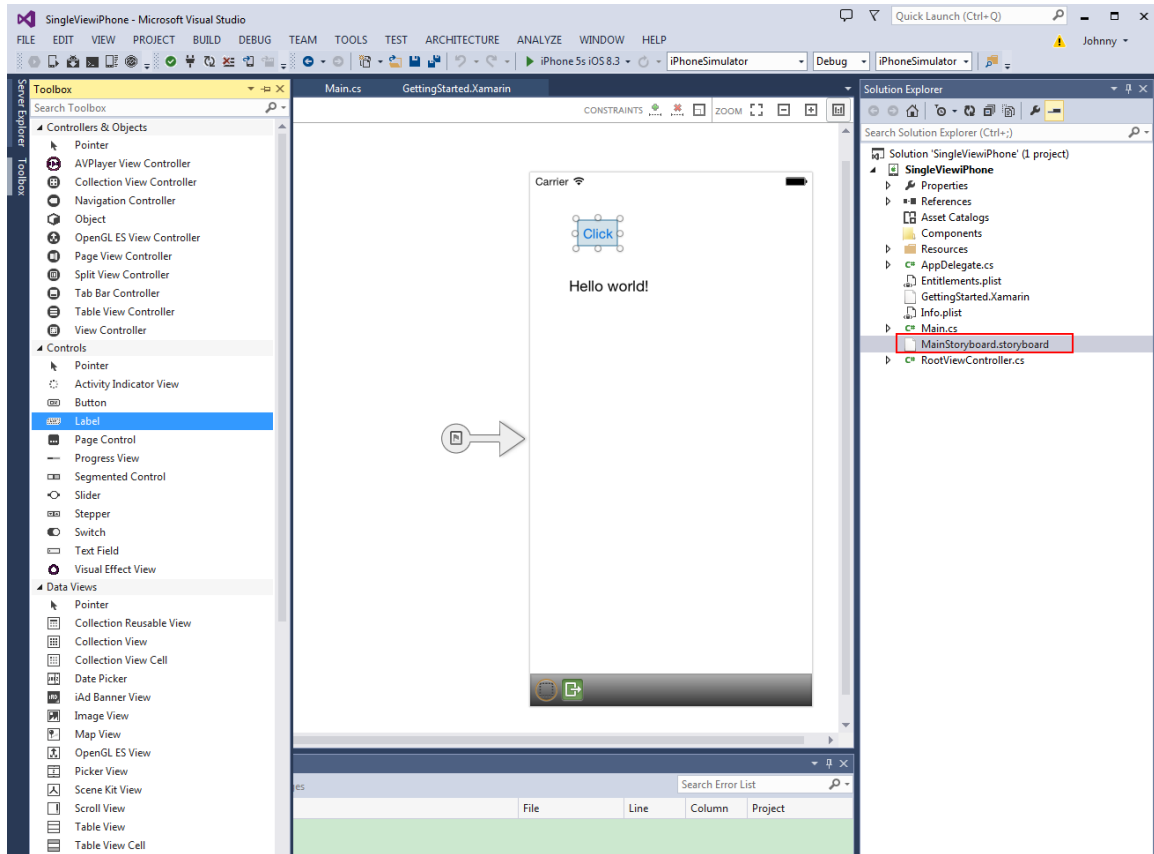 SingleViewiPhone - Microsoft Visual Studio
Quick Launch (Ctrl+Q)
FILE EDIT VIEW PROJECT BUILD DEBUG TEAM TOOLS TEST ARCHITECTURE ANALYZE WINDOW HELP
Johnny
iPhone 5s iOS 8.3
iPhoneSimulator
Debug
iPhoneSimulator
Server Explorer
Toolbox
Toolbox
Search Toolbox
Controllers & Objects
Pointer
AVPlayer View Controller
Collection View Controller
Navigation Controller
Object
OpenGL ES View Controller
Page View Controller
Split View Controller
Tab Bar Controller
Table View Controller
View Controller
Controls
Pointer
Activity Indicator View
Button
Label
Page Control
Progress View
Segmented Control
Slider
Stepper
Switch
Text Field
Visual Effect View
Data Views
Pointer
Collection Reusable View
Collection View
Collection View Cell
Date Picker
iAd Banner View
Image View
Map View
OpenGL ES View
Picker View
Scene Kit View
Scroll View
Table View
Table View Cell
Main.cs GettingStarted.Xamarin
CONSTRAINTS ZOOM
Carrier
Click
Hello world!
Search Error List
File Line Column Project
Solution Explorer
Search Solution Explorer (Ctrl+;)
Solution 'SingleViewiPhone' (1 project)
SingleViewiPhone
Properties
References
Asset Catalogs
Components
Resources
AppDelegate.cs
Entitlements.plist
GettingStarted.Xamarin
Info.plist
Main.cs
MainStoryboard.storyboard
RootViewController.cs